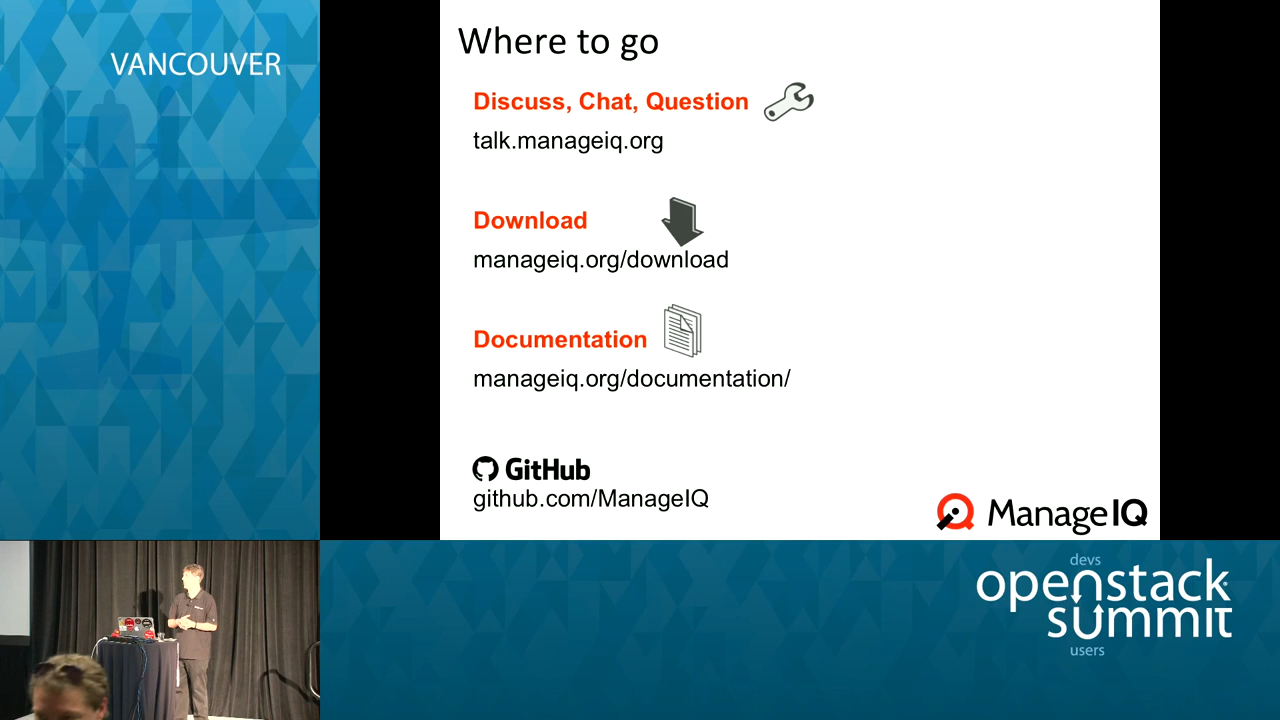 VANCOUVER
Where to go
Discuss, Chat, Question
talk.manageiq.org
Download
manageiq.org/download
Documentation
manageiq.org/documentation/
GitHub
github.com/ManageIQ
ManageIQ
devs
openstack
summit
users